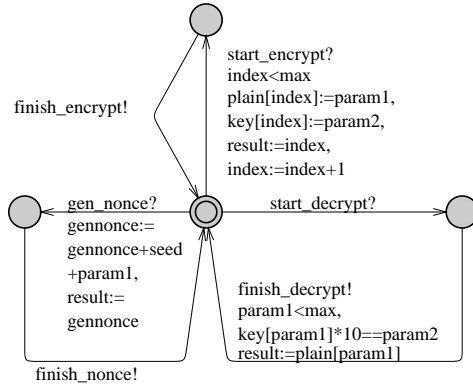 start_encrypt?
index<max
plain[index]:=param1,
key[index]:=param2,
result:=index,
index:=index+1
finish_encrypt!
gen_nonce?
gennonce:=
gennonce+seed
+param1,
result:=
gennonce
start_decrypt?
finish_decrypt!
param1<max,
key[param1]*10==param2
result:=plain[param1]
finish_nonce!